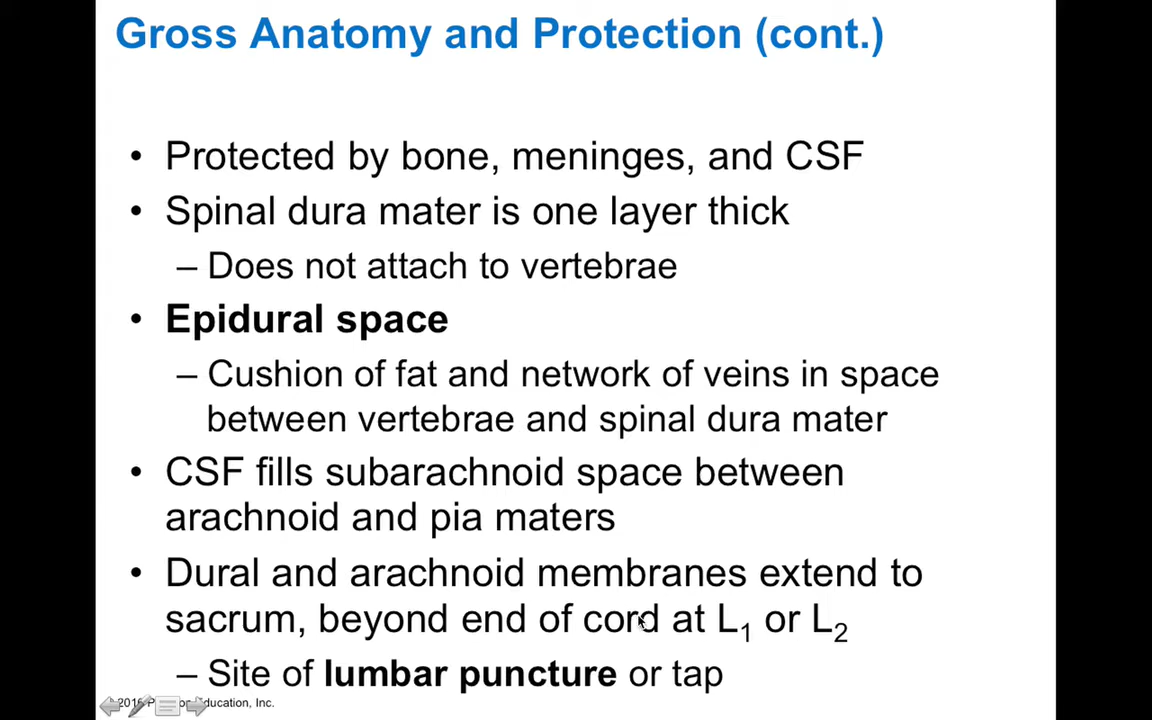 Gross Anatomy and Protection (cont.)
• Protected by bone, meninges, and CSF
• Spinal dura mater is one layer thick
– Does not attach to vertebrae
• Epidural space
– Cushion of fat and network of veins in space
between vertebrae and spinal dura mater
• CSF fills subarachnoid space between
arachnoid and pia maters
• Dural and arachnoid membranes extend to
sacrum, beyond end of cord at L₁ or L₂
– Site of lumbar puncture or tap
Inc.